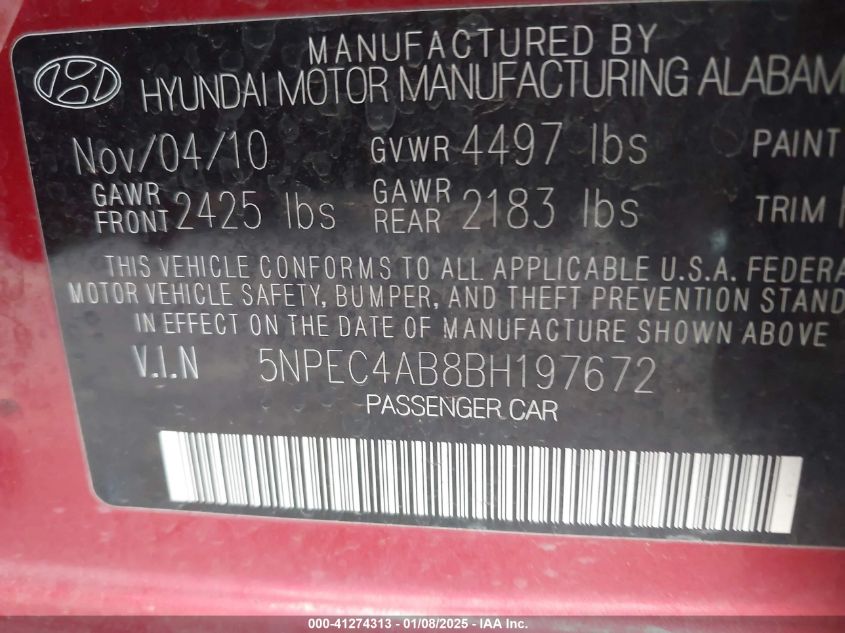 MANUFACTURED BY
HYUNDAI MOTOR MANUFACTURING ALABAM
Nov/04/10 GVWR 4497 lbs PAINT
GAWR FRONT 2425 lbs GAWR REAR 2183 lbs TRIM
THIS VEHICLE CONFORMS TO ALL APPLICABLE U.S.A. FEDERA
MOTOR VEHICLE SAFETY, BUMPER, AND THEFT PREVENTION STAND
IN EFFECT ON THE DATE OF MANUFACTURE SHOWN ABOVE
V.I.N 5NPEC4AB8BH197672
PASSENGER CAR
000-41274313 - 01/08/2025 - IAA Inc.